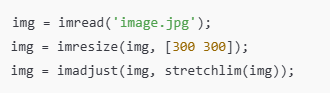 img = imread('image.jpg');
img = imresize(img, [300 300]);
img = imadjust(img, stretchlim(img));